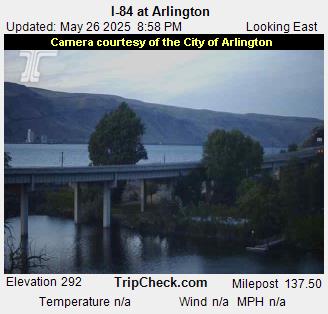 I-84 at Arlington
Updated: May 26 2025 8:58 PM Looking East
Camera courtesy of the City of Arlington
Elevation 292 TripCheck.com Milepost 137.50
Temperature n/a Wind n/a MPH n/a